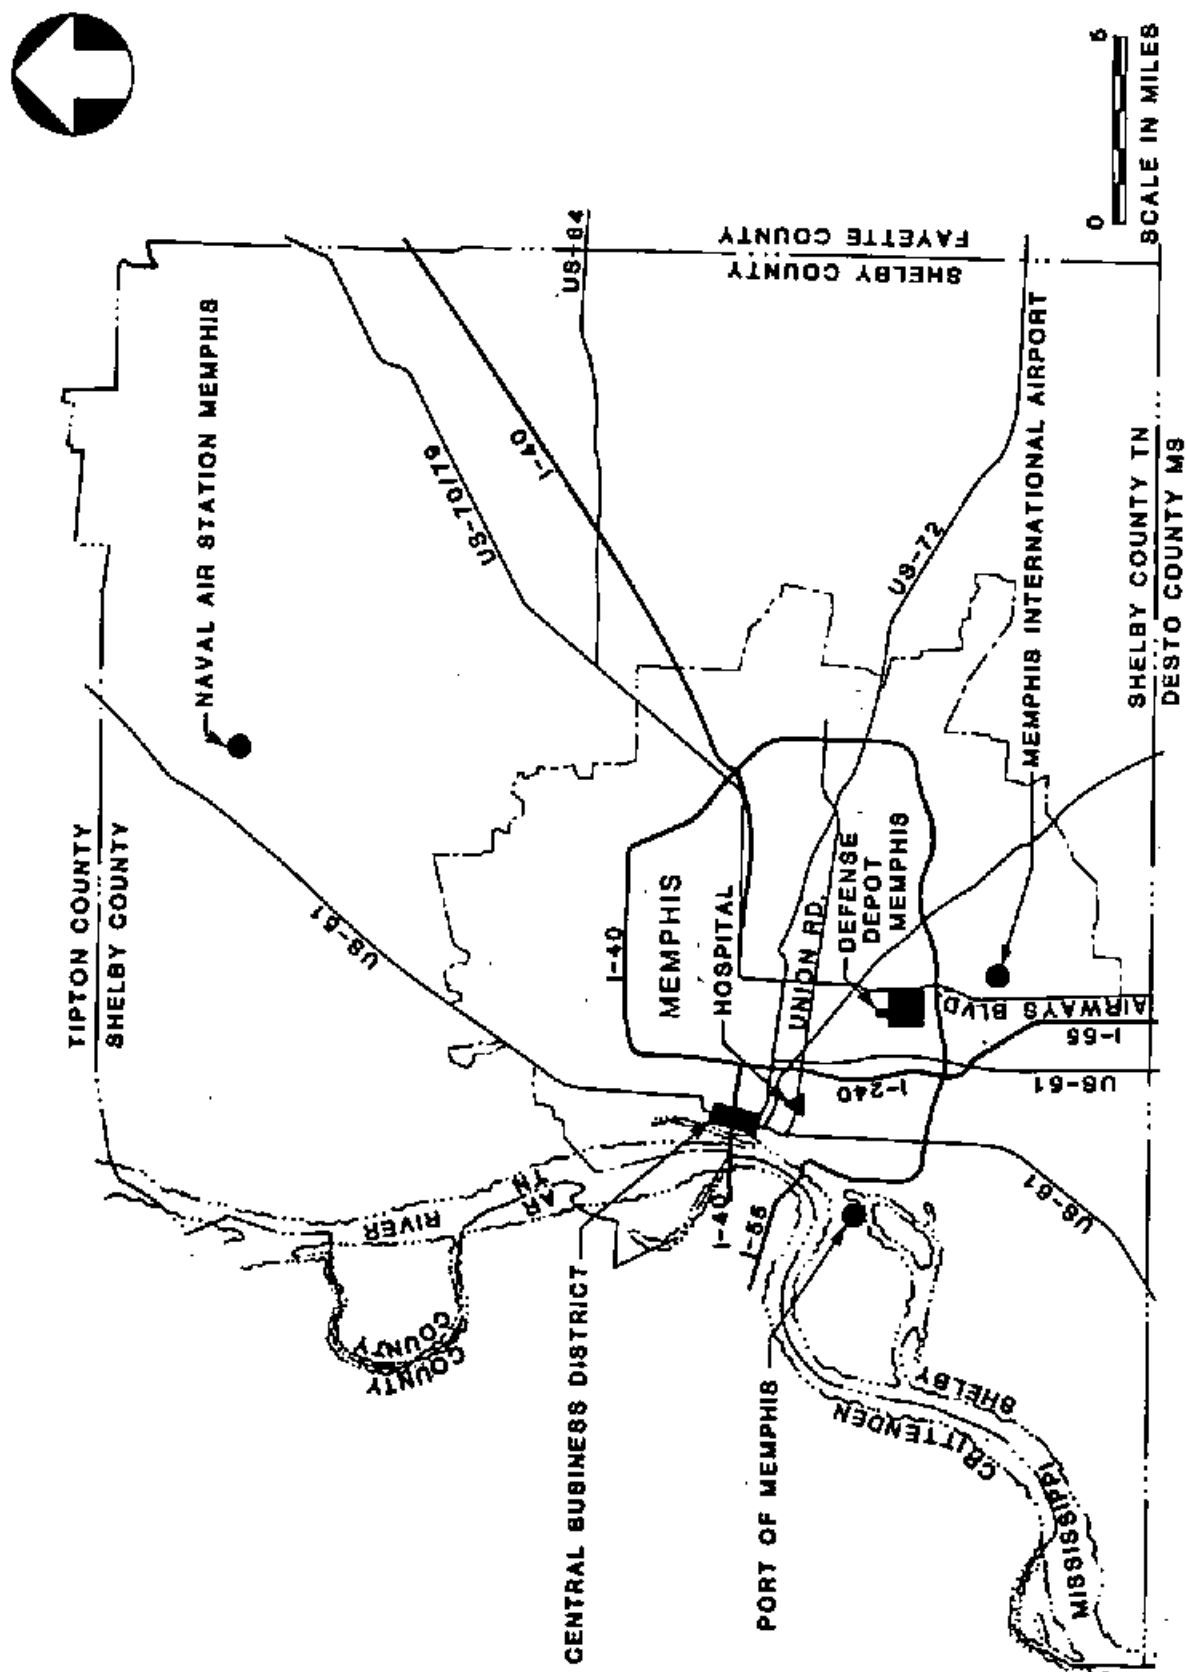 0 5
SCALE IN MILES
FAYETTE COUNTY
SHELBY COUNTY
US-64
NAVAL AIR STATION MEMPHIS
US-70/79
I-40
US-72
MEMPHIS INTERNATIONAL AIRPORT
SHELBY COUNTY TN
DESTO COUNTY MS
TIPTON COUNTY
SHELBY COUNTY
US-51
I-40
MEMPHIS
HOSPITAL
UNION RD.
DEFENSE
DEPOT
MEMPHIS
AIRWAYS BLVD
I-55
US-51
I-240
US-61
RIVER
AR
TN
I-40
I-55
COUNTY
COUNTY
CENTRAL BUSINESS DISTRICT
PORT OF MEMPHIS
SHELBY
CRITTENDEN
MISSISSIPPI